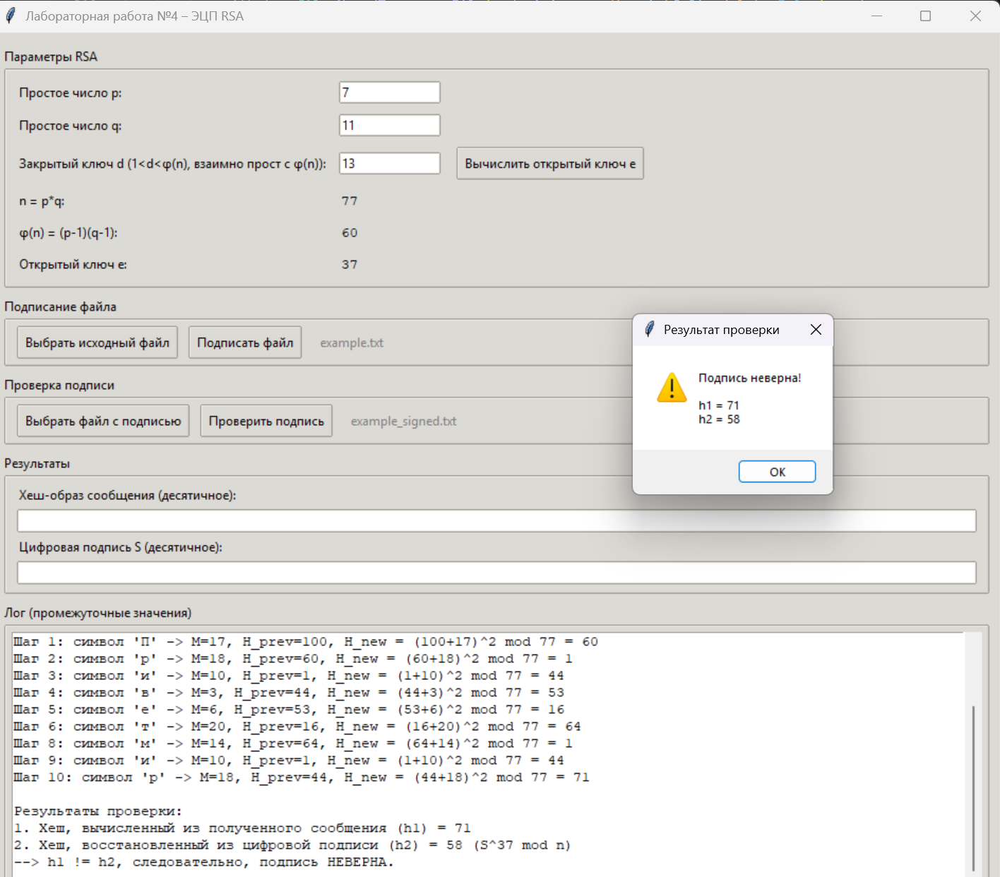 Лабораторная работа №4 – ЭЦП RSA
Параметры RSA
Простое число p: 7
Простое число q: 11
Закрытый ключ d (1<d<φ(n), взаимно прост с φ(n)): 13 Вычислить открытый ключ e
n = p*q: 77
φ(n) = (p-1)(q-1): 60
Открытый ключ e: 37
Подписание файла
Выбрать исходный файл Подписать файл example.txt
Проверка подписи
Выбрать файл с подписью Проверить подпись example_signed.txt
Результат проверки
Подпись неверна!
h1 = 71
h2 = 58
OK
Результаты
Хеш-образ сообщения (десятичное):
Цифровая подпись S (десятичное):
Лог (промежуточные значения)
Шаг 1: символ 'П' -> M=17, H_prev=100, H_new = (100+17)^2 mod 77 = 60
Шаг 2: символ 'р' -> M=18, H_prev=60, H_new = (60+18)^2 mod 77 = 1
Шаг 3: символ 'и' -> M=10, H_prev=1, H_new = (1+10)^2 mod 77 = 44
Шаг 4: символ 'в' -> M=3, H_prev=44, H_new = (44+3)^2 mod 77 = 53
Шаг 5: символ 'е' -> M=6, H_prev=53, H_new = (53+6)^2 mod 77 = 16
Шаг 6: символ 'т' -> M=20, H_prev=16, H_new = (16+20)^2 mod 77 = 64
Шаг 8: символ 'м' -> M=14, H_prev=64, H_new = (64+14)^2 mod 77 = 1
Шаг 9: символ 'и' -> M=10, H_prev=1, H_new = (1+10)^2 mod 77 = 44
Шаг 10: символ 'р' -> M=18, H_prev=44, H_new = (44+18)^2 mod 77 = 71
Результаты проверки:
1. Хеш, вычисленный из полученного сообщения (h1) = 71
2. Хеш, восстановленный из цифровой подписи (h2) = 58 (S^37 mod n)
--> h1 != h2, следовательно, подпись НЕВЕРНА.